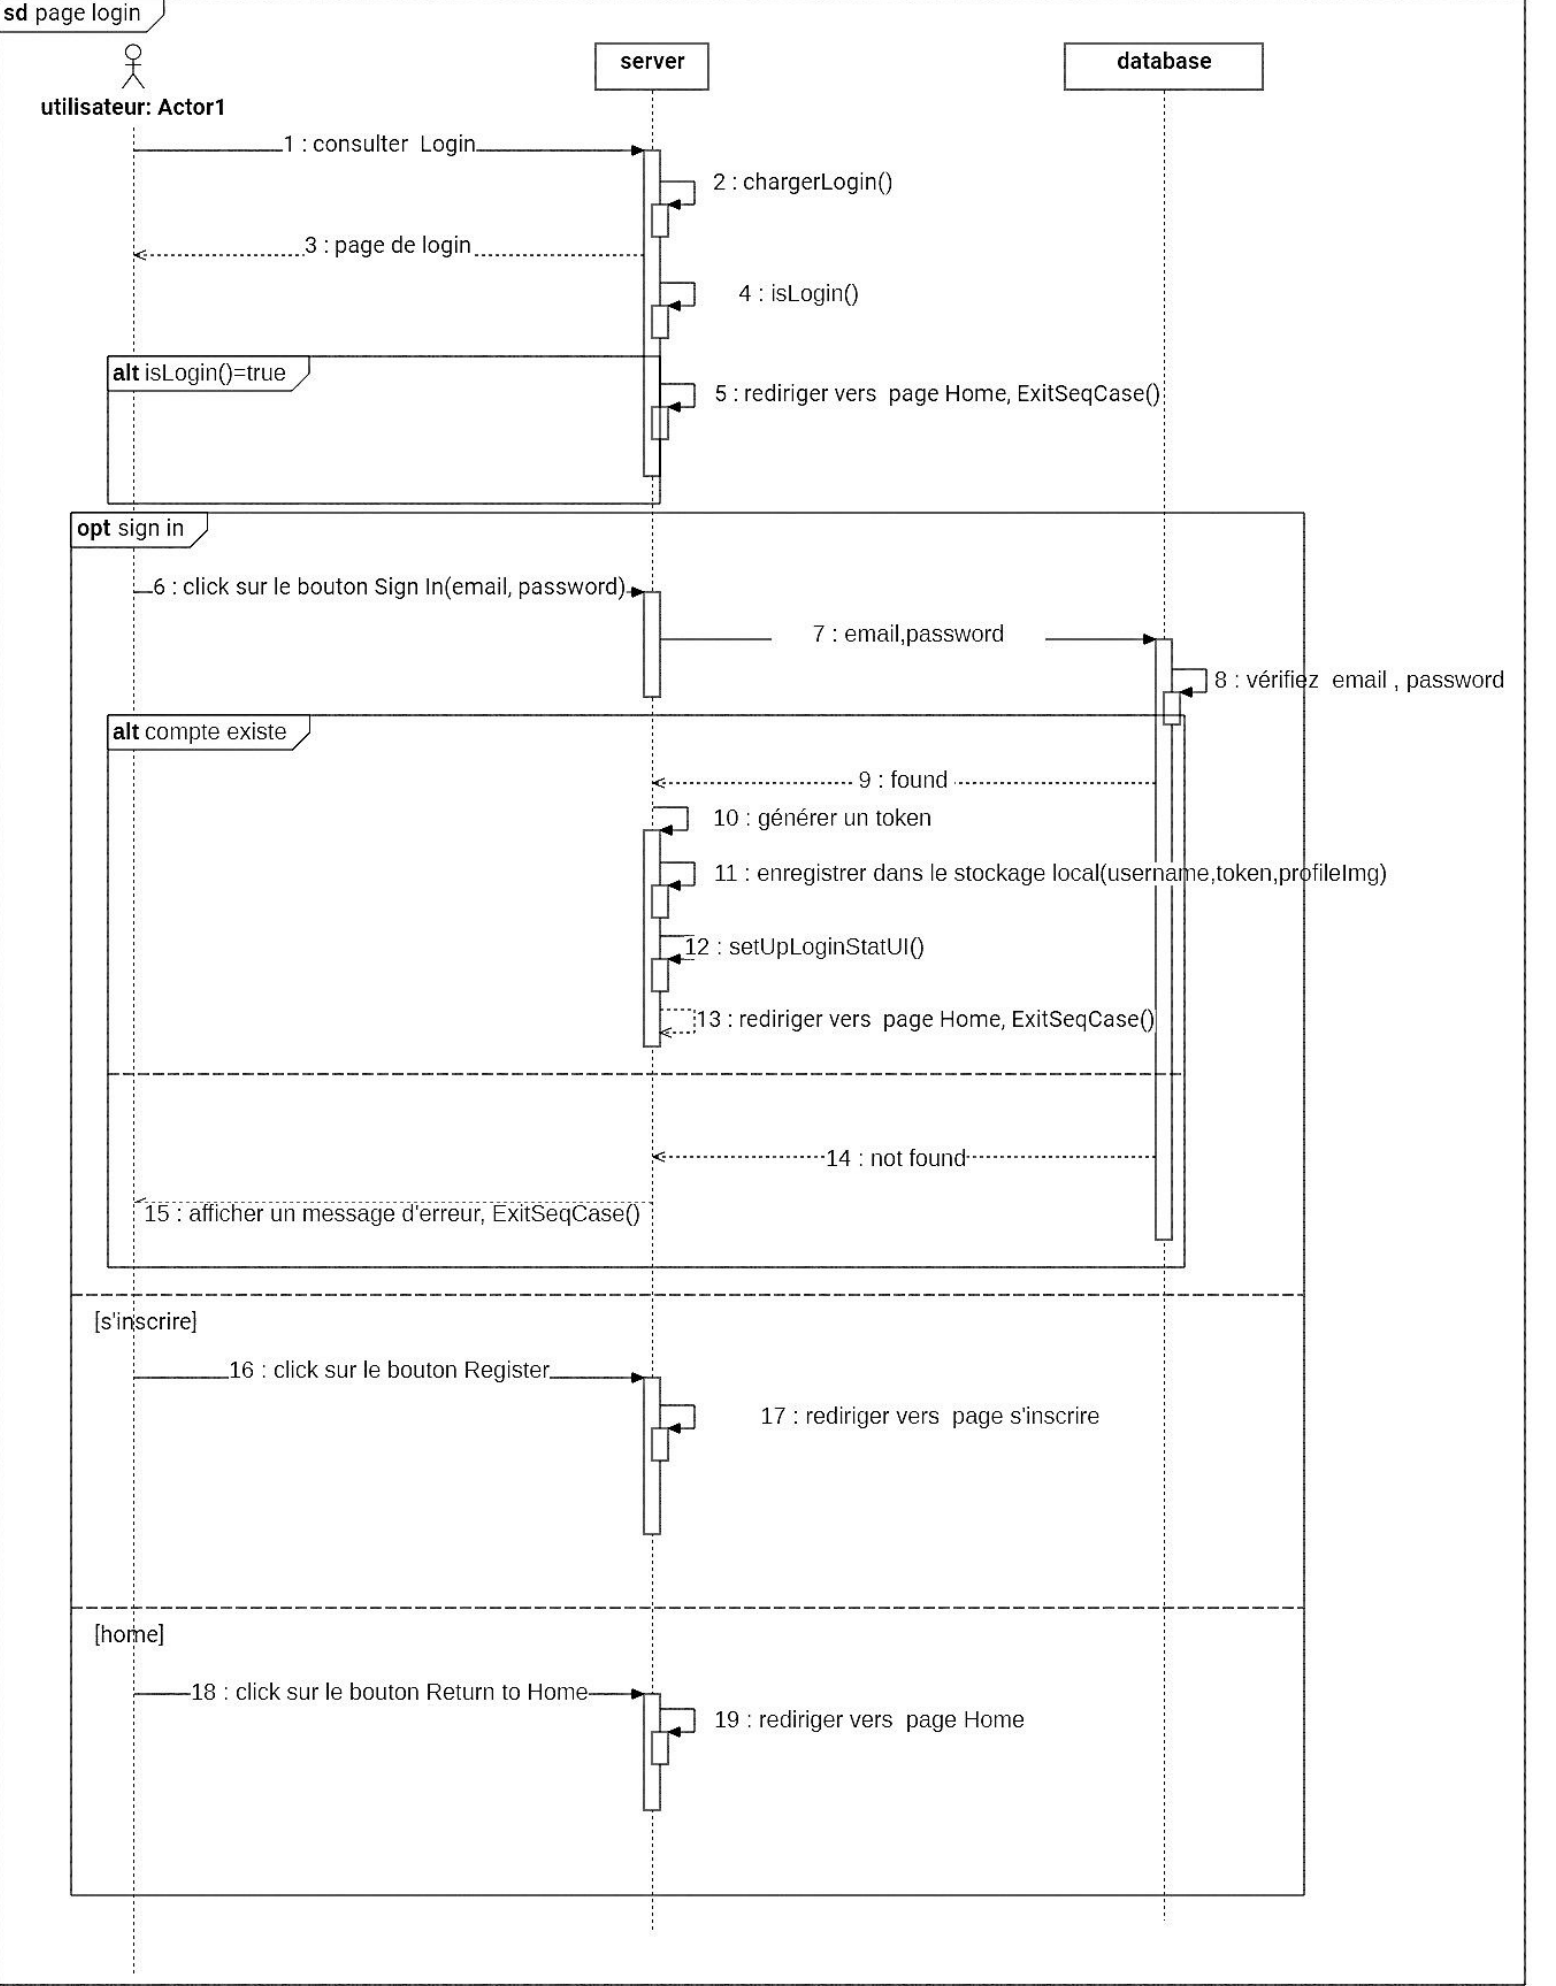 sd page login
server
database
utilisateur: Actor1
1 : consulter  Login
2 : chargerLogin()
3 : page de login
4 : isLogin()
alt isLogin()=true
5 : rediriger vers  page Home, ExitSeqCase()
opt sign in
6 : click sur le bouton Sign In(email, password)
7 : email,password
8 : vérifiez  email , password
alt compte existe
9 : found
10 : générer un token
11 : enregistrer dans le stockage local(username,token,profileImg)
12 : setUpLoginStatUI()
13 : rediriger vers  page Home, ExitSeqCase()
14 : not found
15 : afficher un message d'erreur, ExitSeqCase()
[s'inscrire]
16 : click sur le bouton Register
17 : rediriger vers  page s'inscrire
[home]
18 : click sur le bouton Return to Home
19 : rediriger vers  page Home